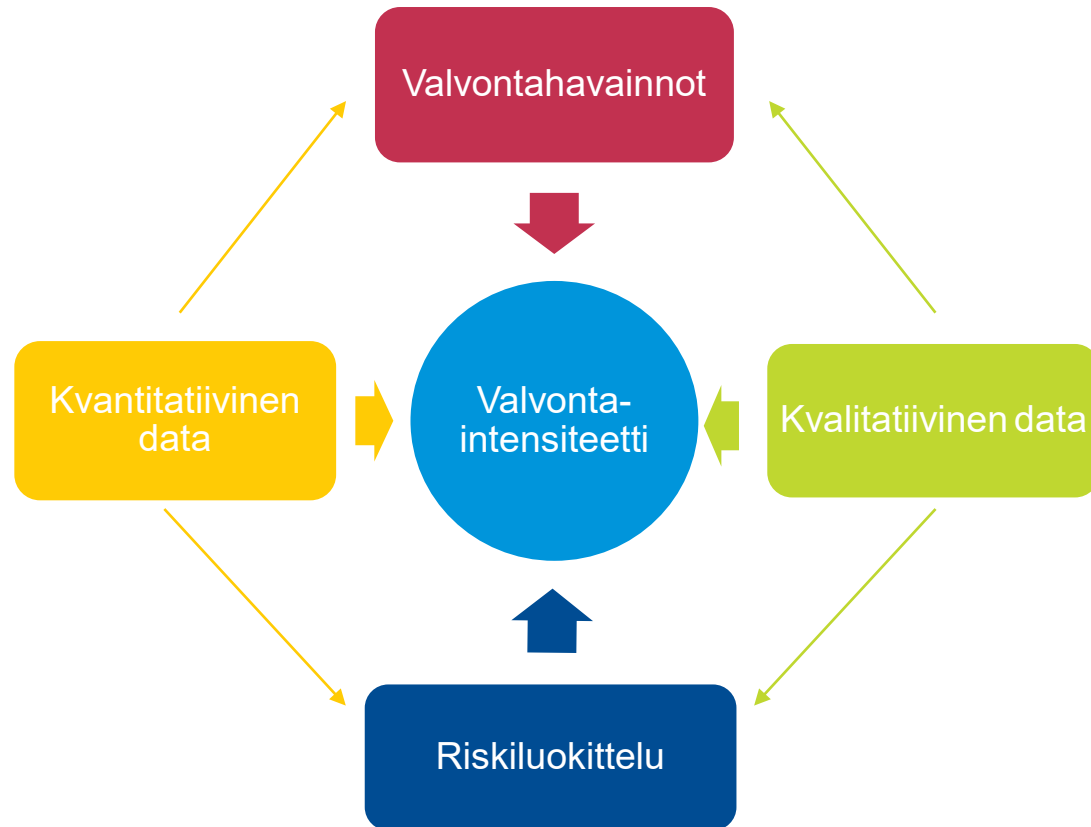 Valvontahavainnot
Kvantitatiivinen
data
Valvonta-
intensiteetti
Kvalitatiivinen data
Riskiluokittelu